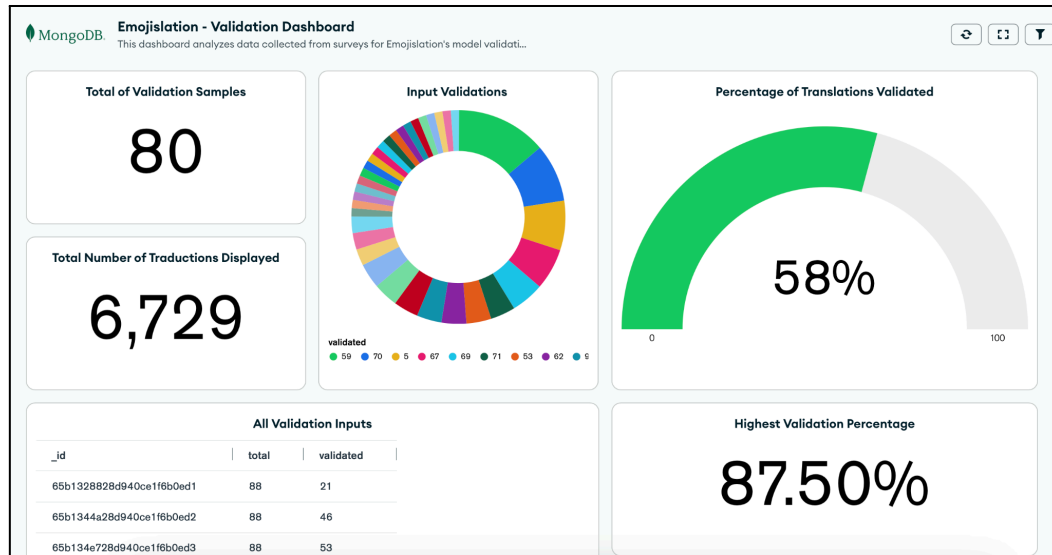 MongoDB.
Emojislation - Validation Dashboard
This dashboard analyzes data collected from surveys for Emojislation's model validati...
Total of Validation Samples
80
Total Number of Traductions Displayed
6,729
Input Validations
validated
59 70 5 67 69 71 53 62 9
Percentage of Translations Validated
58%
0 100
All Validation Inputs
_id total validated
65b1328828d940ce1f6b0ed1 88 21
65b1344a28d940ce1f6b0ed2 88 46
65b134e728d940ce1f6b0ed3 88 53
Highest Validation Percentage
87.50%